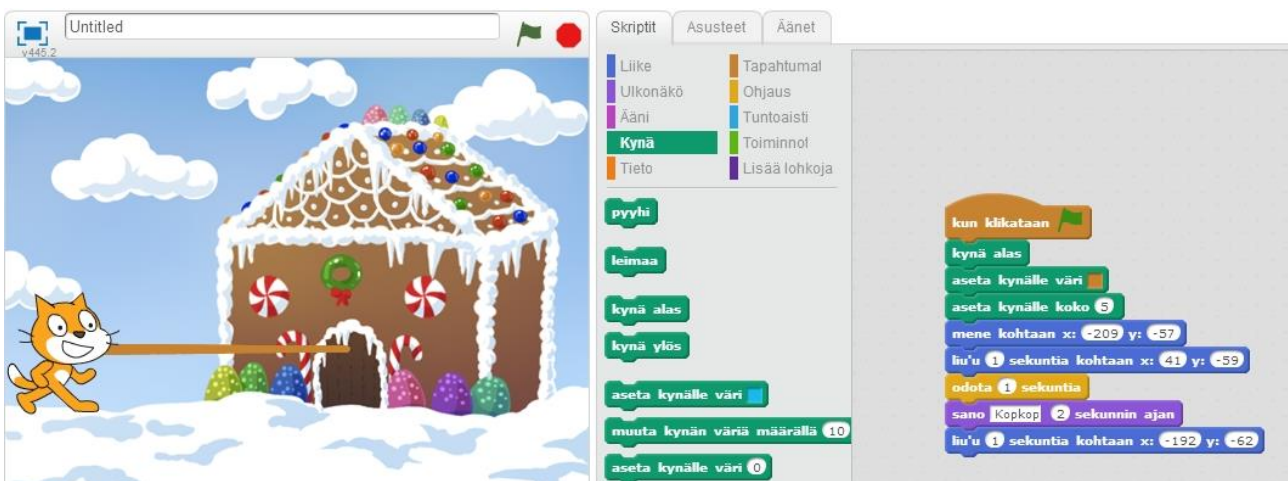 Untitled
v445.2
Skriptit Asusteet Äänet
Liike Tapahtumat
Ulkonäkö Ohjaus
Ääni Tuntoaisti
Kynä Toiminnot
Tieto Lisää lohkoja
pyyhi
leimaa
kynä alas
kynä ylös
aseta kynälle väri
muuta kynän väriä määrällä 10
aseta kynälle väri 0
kun klikataan
kynä alas
aseta kynälle väri
aseta kynälle koko 5
mene kohtaan x: -209 y: -57
liu'u 1 sekuntia kohtaan x: 41 y: -59
odota 1 sekuntia
sano Kopkop 2 sekunnin ajan
liu'u 1 sekuntia kohtaan x: -192 y: -62